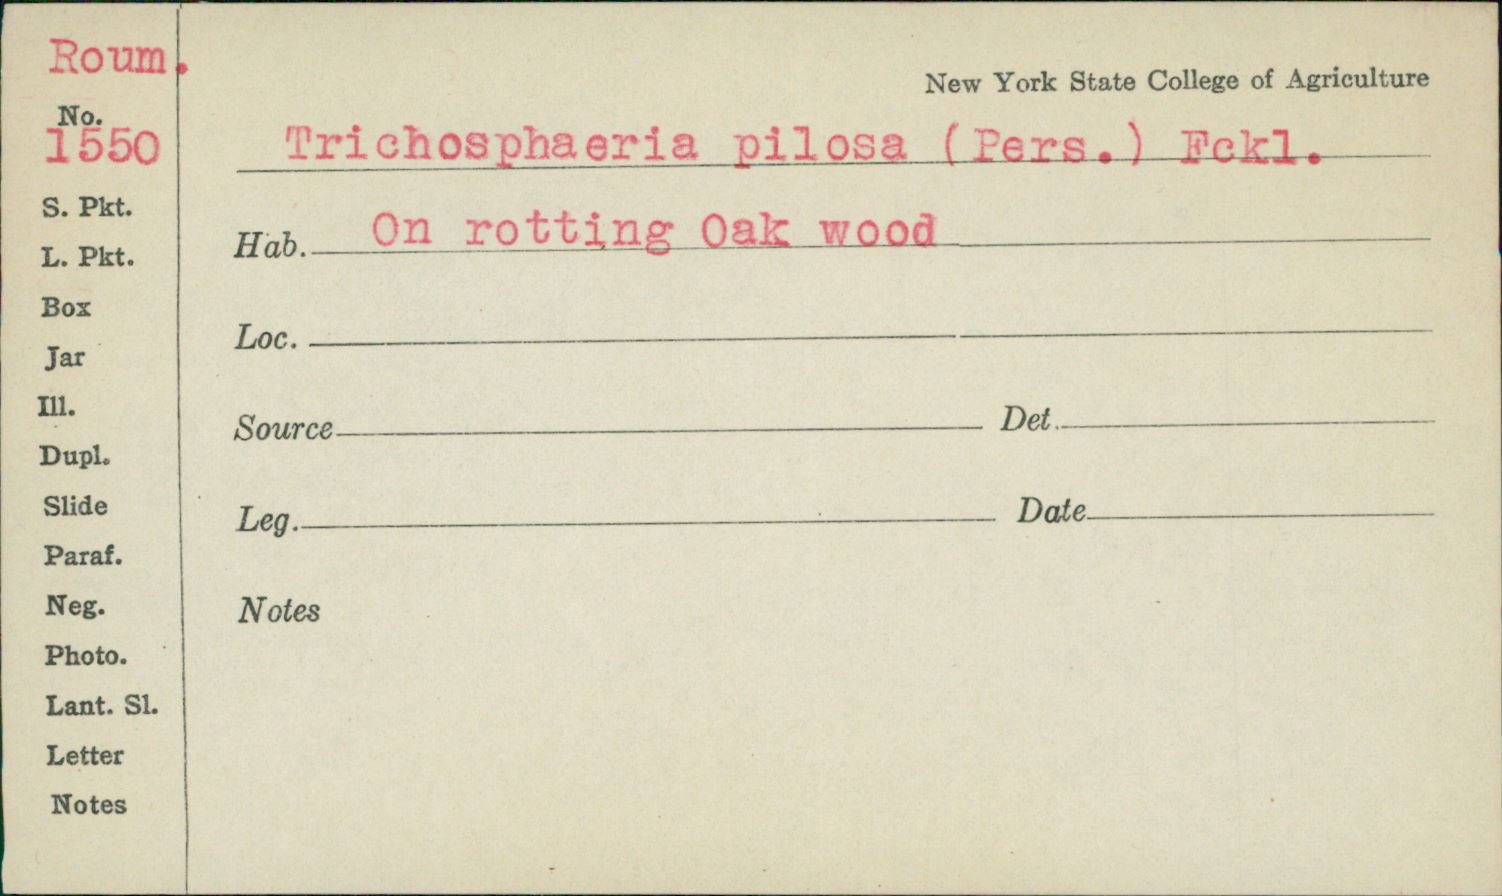 Roum.
New York State College of Agriculture
No.
1550
Trichosphaeria pilosa (Pers.) Fckl.
S. Pkt.
Hab. On rotting Oak wood
L. Pkt.
Box
Loc.
Jar
Ill.
Source Det.
Dupl.
Slide
Leg. Date
Paraf.
Neg.
Notes
Photo.
Lant. Sl.
Letter
Notes